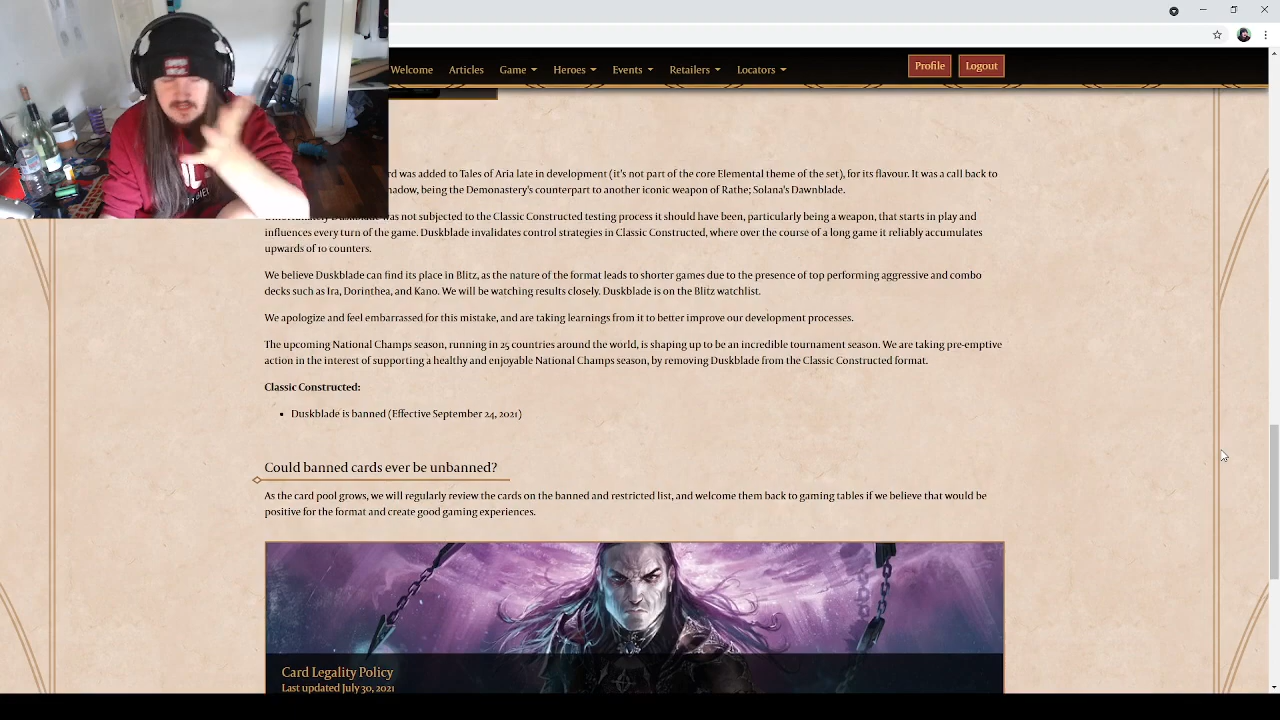 Welcome Articles Game Heroes Events Retailers Locators Profile Logout
was added to Tales of Aria late in development (it's not part of the core Elemental theme of the set), for its flavour. It was a call back to
being the Demonastery's counterpart to another iconic weapon of Rathe; Solana's Dawnblade.
was not subjected to the Classic Constructed testing process it should have been, particularly being a weapon, that starts in play and
influences every turn of the game. Duskblade invalidates control strategies in Classic Constructed, where over the course of a long game it reliably accumulates
upwards of 10 counters.
We believe Duskblade can find its place in Blitz, as the nature of the format leads to shorter games due to the presence of top performing aggressive and combo
decks such as Ira, Dorinthea, and Kano. We will be watching results closely. Duskblade is on the Blitz watchlist.
We apologize and feel embarrassed for this mistake, and are taking learnings from it to better improve our development processes.
The upcoming National Champs season, running in 25 countries around the world, is shaping up to be an incredible tournament season. We are taking pre-emptive
action in the interest of supporting a healthy and enjoyable National Champs season, by removing Duskblade from the Classic Constructed format.
Classic Constructed:
• Duskblade is banned (Effective September 24, 2021)
Could banned cards ever be unbanned?
As the card pool grows, we will regularly review the cards on the banned and restricted list, and welcome them back to gaming tables if we believe that would be
positive for the format and create good gaming experiences.
Card Legality Policy
Last updated July 30, 2021